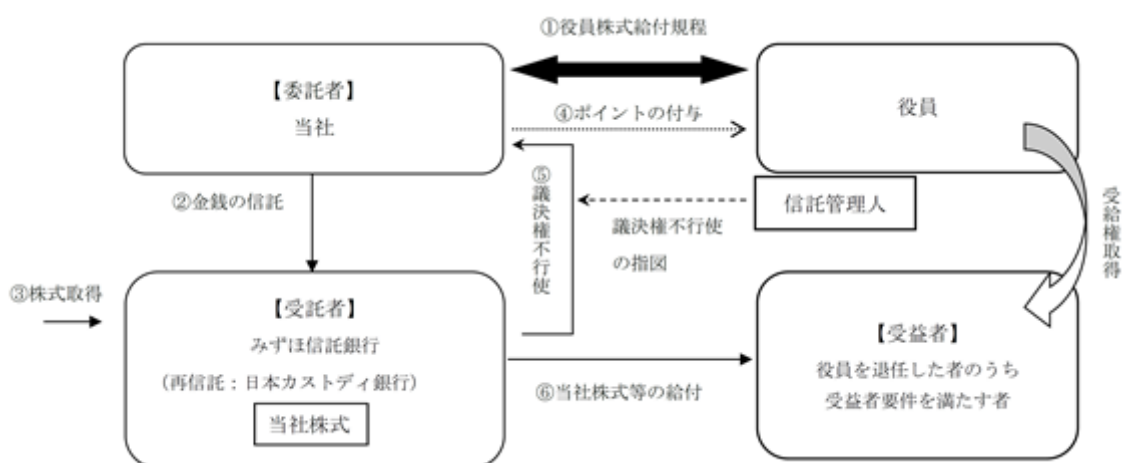 ①役員株式給付規程
【委託者】
当社
役員
④ポイントの付与
②金銭の信託
⑤議決権不行使
信託管理人
議決権不行使
の指図
受給権取得
③株式取得
【受託者】
みずほ信託銀行
（再信託：日本カストディ銀行）
当社株式
⑥当社株式等の給付
【受益者】
役員を退任した者のうち
受益者要件を満たす者